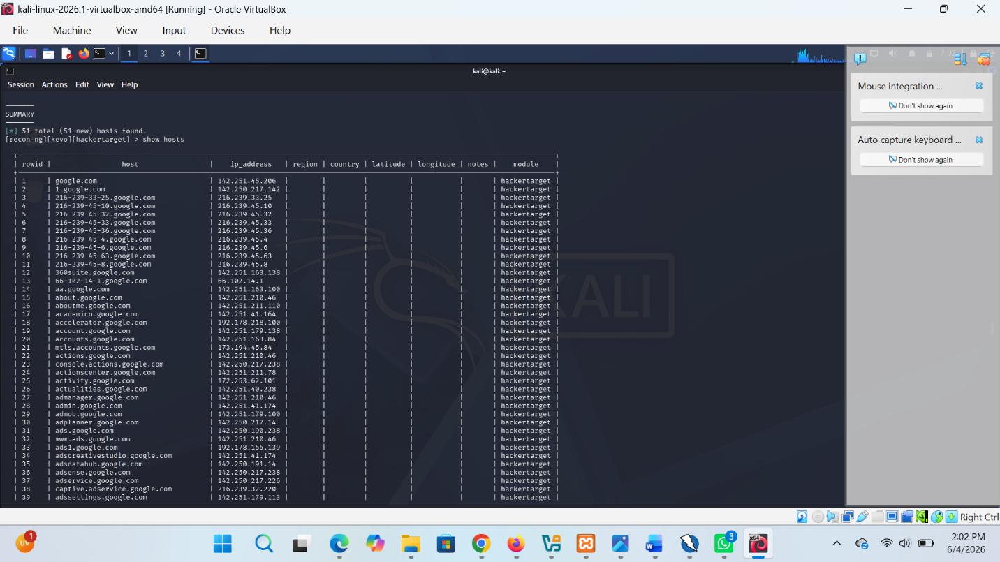 kali-linux-2026.1-virtualbox-amd64 [Running] - Oracle VirtualBox
File Machine View Input Devices Help
1 2 3 4
kali@kali: ~
Session Actions Edit View Help
SUMMARY
[*] 51 total (51 new) hosts found.
[recon-ng][kevo][hackertarget] > show hosts
| rowid | host | ip_address | region | country | latitude | longitude | notes | module |
| 1 | google.com | 142.251.45.206 | | | | | | hackertarget |
| 2 | 1.google.com | 142.250.217.142 | | | | | | hackertarget |
| 3 | 216-239-33-25.google.com | 216.239.33.25 | | | | | | hackertarget |
| 4 | 216-239-45-10.google.com | 216.239.45.10 | | | | | | hackertarget |
| 5 | 216-239-45-32.google.com | 216.239.45.32 | | | | | | hackertarget |
| 6 | 216-239-45-33.google.com | 216.239.45.33 | | | | | | hackertarget |
| 7 | 216-239-45-36.google.com | 216.239.45.36 | | | | | | hackertarget |
| 8 | 216-239-45-4.google.com | 216.239.45.4 | | | | | | hackertarget |
| 9 | 216-239-45-6.google.com | 216.239.45.6 | | | | | | hackertarget |
| 10 | 216-239-45-63.google.com | 216.239.45.63 | | | | | | hackertarget |
| 11 | 216-239-45-8.google.com | 216.239.45.8 | | | | | | hackertarget |
| 12 | 360suite.google.com | 142.251.163.138 | | | | | | hackertarget |
| 13 | 66-102-14-1.google.com | 66.102.14.1 | | | | | | hackertarget |
| 14 | aa.google.com | 142.251.163.100 | | | | | | hackertarget |
| 15 | about.google.com | 142.251.210.46 | | | | | | hackertarget |
| 16 | aboutme.google.com | 142.251.211.110 | | | | | | hackertarget |
| 17 | academico.google.com | 142.251.41.164 | | | | | | hackertarget |
| 18 | accelerator.google.com | 192.178.218.100 | | | | | | hackertarget |
| 19 | account.google.com | 142.251.179.138 | | | | | | hackertarget |
| 20 | accounts.google.com | 142.251.163.84 | | | | | | hackertarget |
| 21 | mtls.accounts.google.com | 173.194.45.84 | | | | | | hackertarget |
| 22 | actions.google.com | 142.251.210.46 | | | | | | hackertarget |
| 23 | console.actions.google.com | 142.250.217.238 | | | | | | hackertarget |
| 24 | actionscenter.google.com | 142.251.211.78 | | | | | | hackertarget |
| 25 | activity.google.com | 172.253.62.101 | | | | | | hackertarget |
| 26 | actualities.google.com | 142.251.40.238 | | | | | | hackertarget |
| 27 | admanager.google.com | 142.251.210.46 | | | | | | hackertarget |
| 28 | admin.google.com | 142.251.41.174 | | | | | | hackertarget |
| 29 | admob.google.com | 142.251.179.100 | | | | | | hackertarget |
| 30 | adplanner.google.com | 142.250.217.14 | | | | | | hackertarget |
| 31 | ads.google.com | 142.250.190.238 | | | | | | hackertarget |
| 32 | www.ads.google.com | 142.251.210.46 | | | | | | hackertarget |
| 33 | ads1.google.com | 192.178.155.139 | | | | | | hackertarget |
| 34 | adscreativestudio.google.com | 142.251.41.174 | | | | | | hackertarget |
| 35 | adsdatahub.google.com | 142.250.191.14 | | | | | | hackertarget |
| 36 | adsense.google.com | 142.250.217.238 | | | | | | hackertarget |
| 37 | adservice.google.com | 142.250.217.226 | | | | | | hackertarget |
| 38 | captive.adservice.google.com | 216.239.32.220 | | | | | | hackertarget |
| 39 | adssettings.google.com | 142.251.179.113 | | | | | | hackertarget |
KALI
Mouse integration ...
Don't show again
Auto capture keyboard ...
Don't show again
Right Ctrl
UV 1
W
3
x64
2:02 PM
6/4/2026